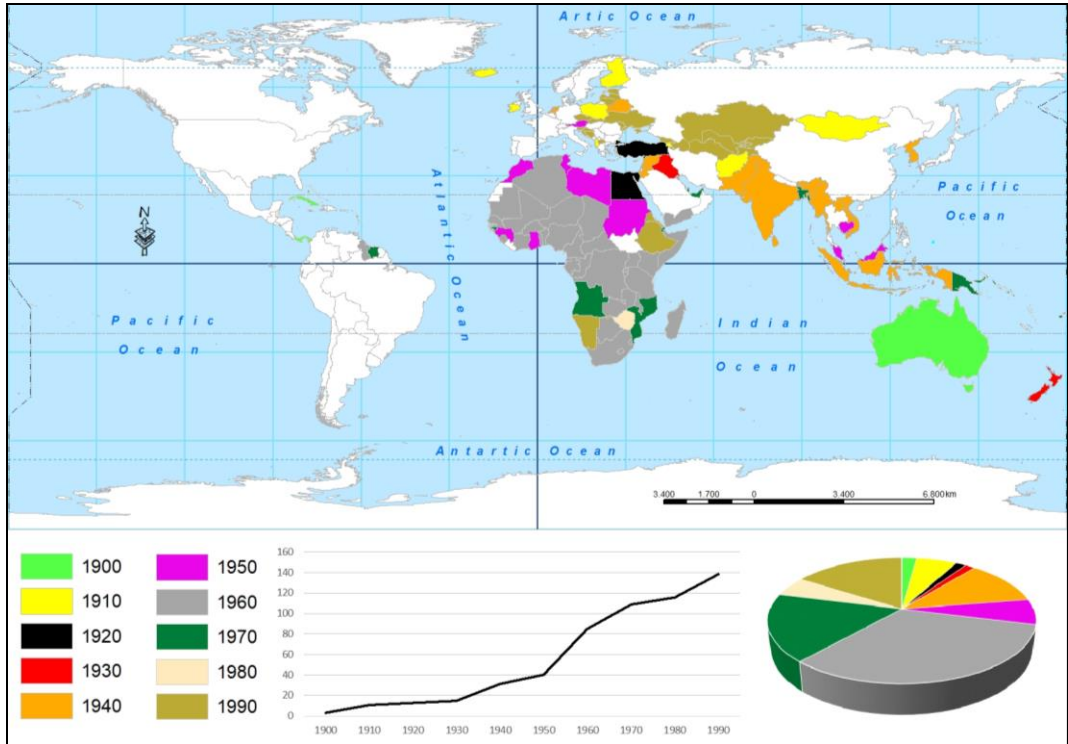 Artic Ocean
Atlantic Ocean
Pacific
Ocean
N
Pacific
Ocean
Indian
Ocean
Antartic Ocean
3.400 1.700 0 3.400 6.800 km
1900
1910
1920
1930
1940
1950
1960
1970
1980
1990
160
140
120
100
80
60
40
20
0
1900 1910 1920 1930 1940 1950 1960 1970 1980 1990